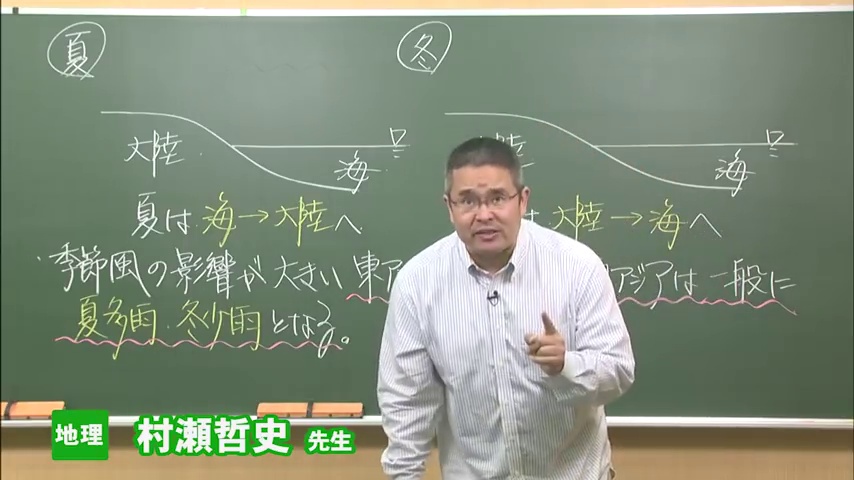 夏
冬
大陸
海
陸
海
夏は 海→大陸へ
は 大陸→海へ
季節風の影響が大きい東ア アジアは一般に
夏多雨・冬少雨となる。
地理 村瀬哲史 先生